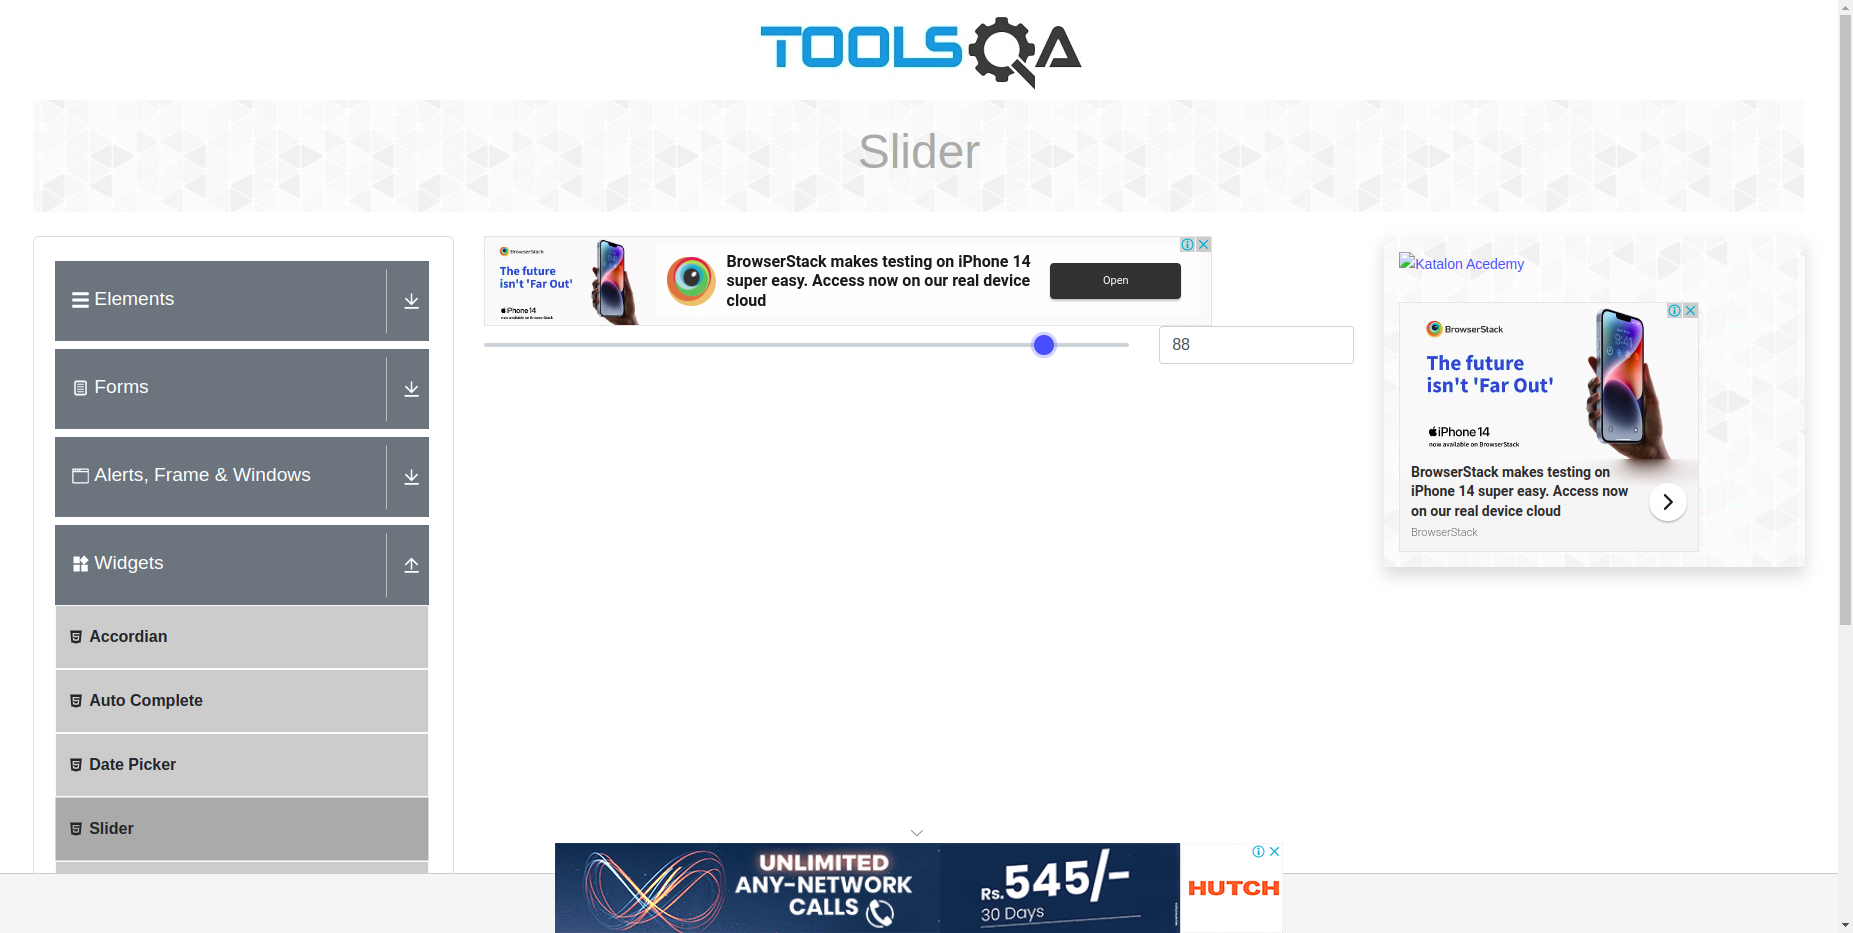 TOOLSQA
Slider
Elements
Forms
Alerts, Frame & Windows
Widgets
Accordian
Auto Complete
Date Picker
Slider
BrowserStack
The future
isn't 'Far Out'
iPhone 14
now available on BrowserStack
BrowserStack makes testing on iPhone 14
super easy. Access now on our real device
cloud
Open
88
Katalon Acedemy
BrowserStack
The future
isn't 'Far Out'
iPhone 14
now available on BrowserStack
BrowserStack makes testing on
iPhone 14 super easy. Access now
on our real device cloud
BrowserStack
UNLIMITED
ANY-NETWORK
CALLS
Rs.545/-
30 Days
HUTCH